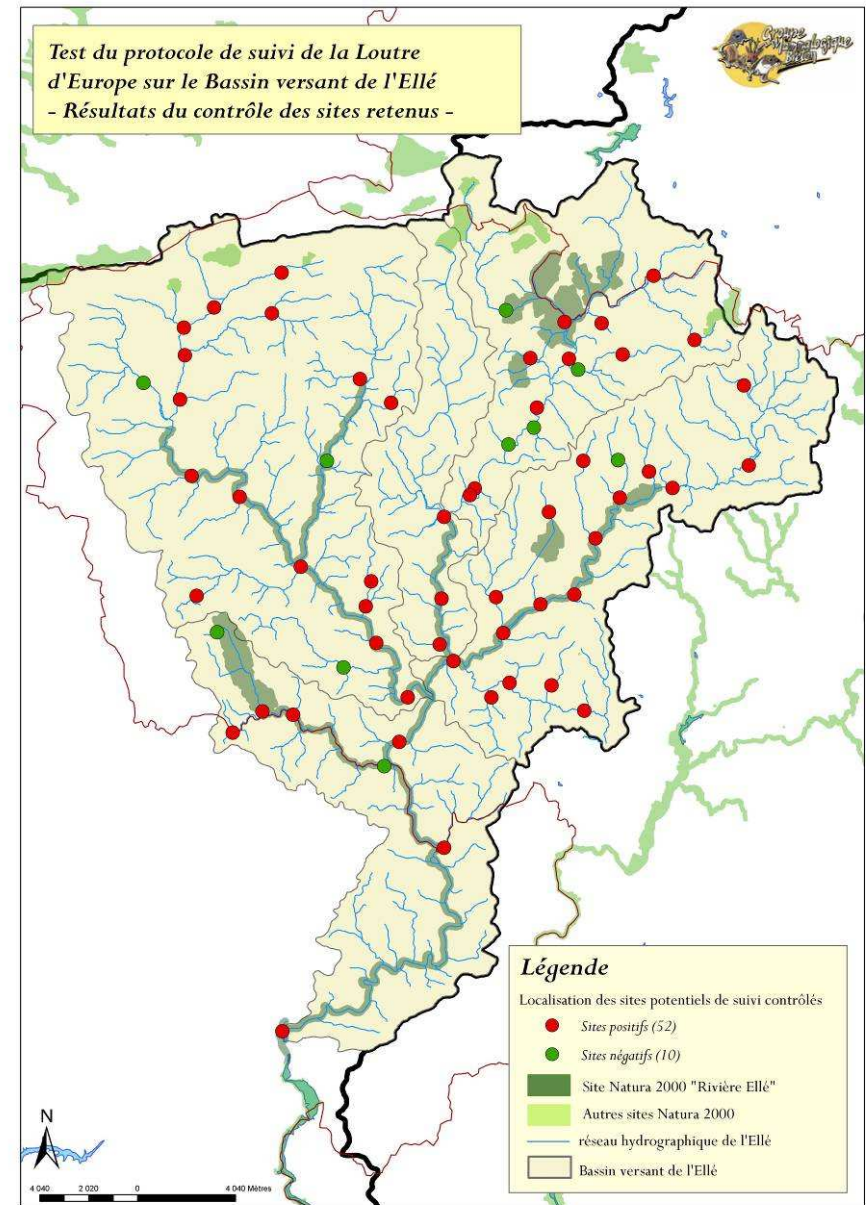 Test du protocole de suivi de la Loutre
d'Europe sur le Bassin versant de l'Ellé
- Résultats du contrôle des sites retenus -
Groupe
Mammalogique
Breton
Légende
Localisation des sites potentiels de suivi contrôlés
Sites positifs (52)
Sites négatifs (10)
Site Natura 2000 "Rivière Ellé"
Autres sites Natura 2000
réseau hydrographique de l'Ellé
Bassin versant de l'Ellé
N
4 040 2 020 0 4 040 Mètres